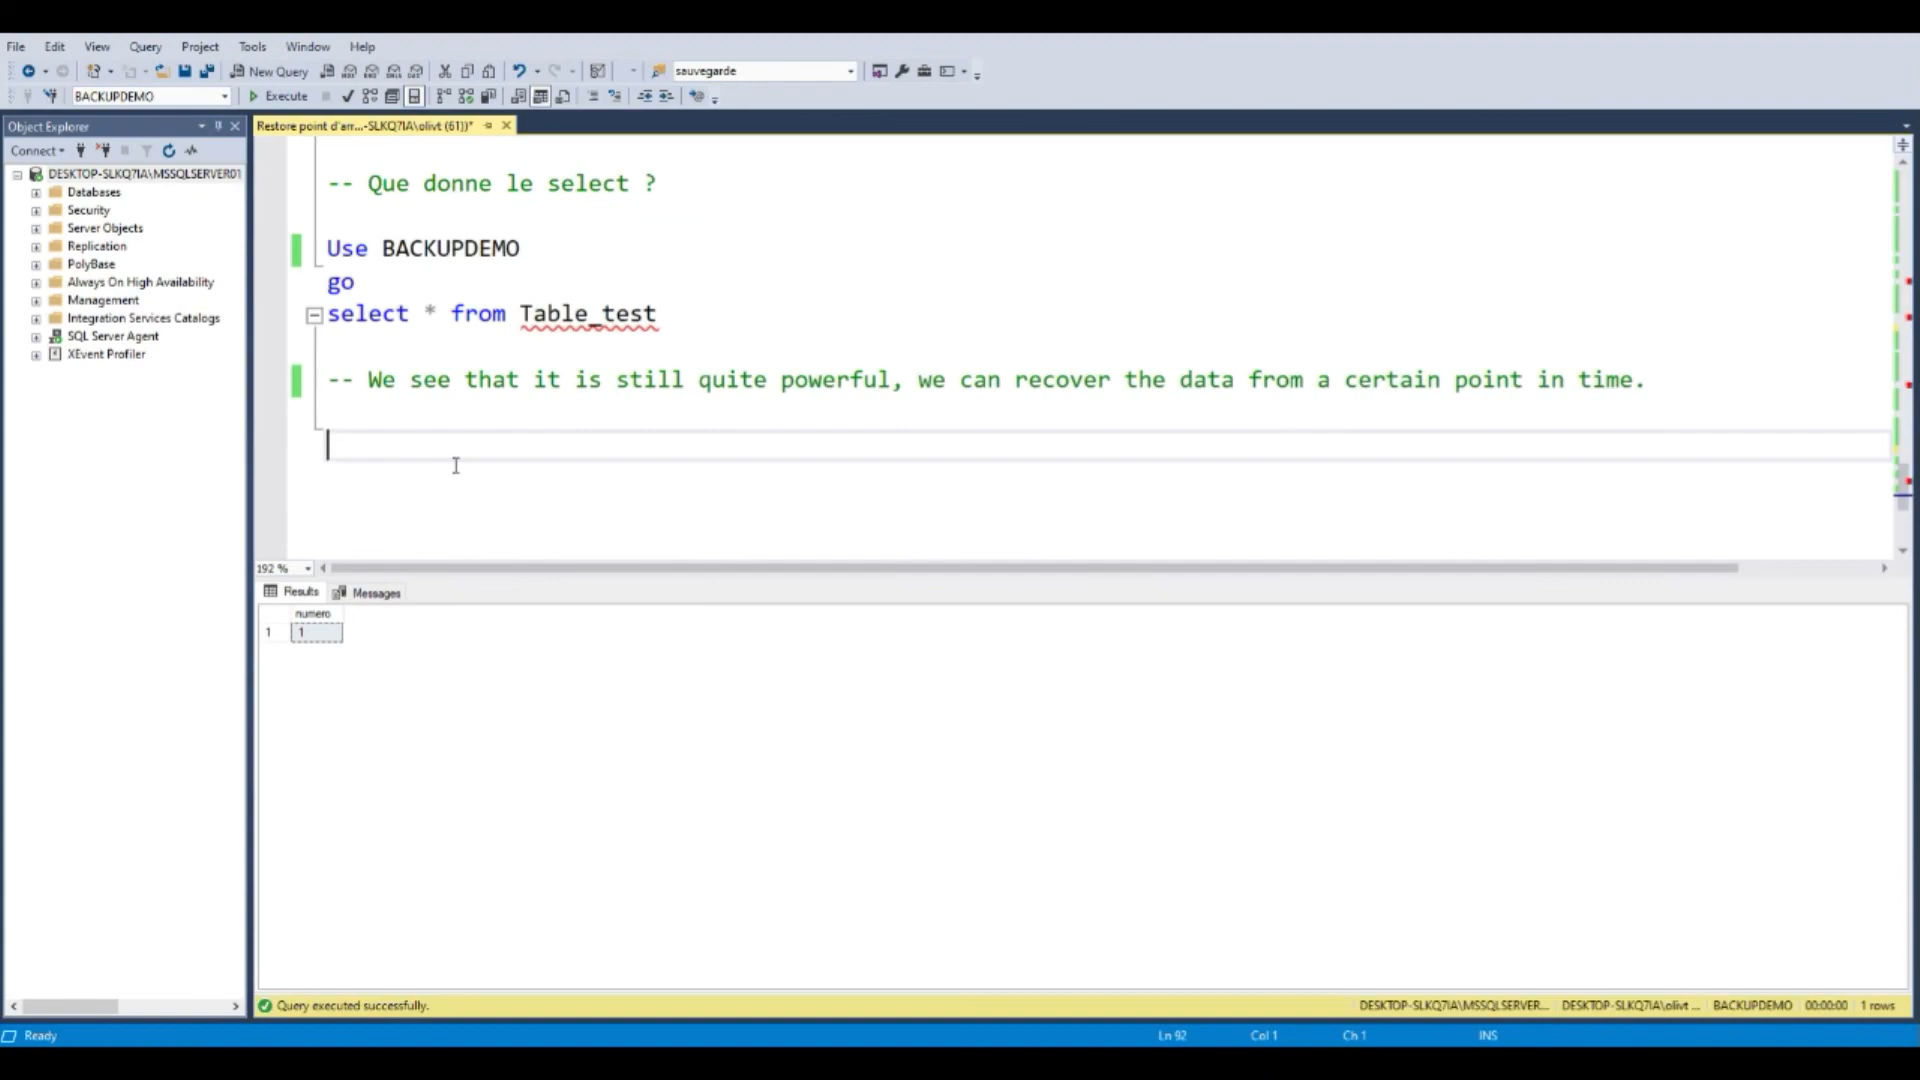 File Edit View Query Project Tools Window Help
New Query sauvegarde
BACKUPDEMO Execute
Object Explorer
Restore point d'arr...-SLKQ7IA\olivt (61))*
Connect
DESKTOP-SLKQ7IA\MSSQLSERVER01
Databases
Security
Server Objects
Replication
PolyBase
Always On High Availability
Management
Integration Services Catalogs
SQL Server Agent
XEvent Profiler
-- Que donne le select ?
Use BACKUPDEMO
go
select * from Table_test
-- We see that it is still quite powerful, we can recover the data from a certain point in time.
192 %
Results Messages
numero
1 1
Query executed successfully. DESKTOP-SLKQ7IA\MSSQLSERVER... DESKTOP-SLKQ7IA\olivt ... BACKUPDEMO 00:00:00 1 rows
Ready Ln 92 Col 1 Ch 1 INS